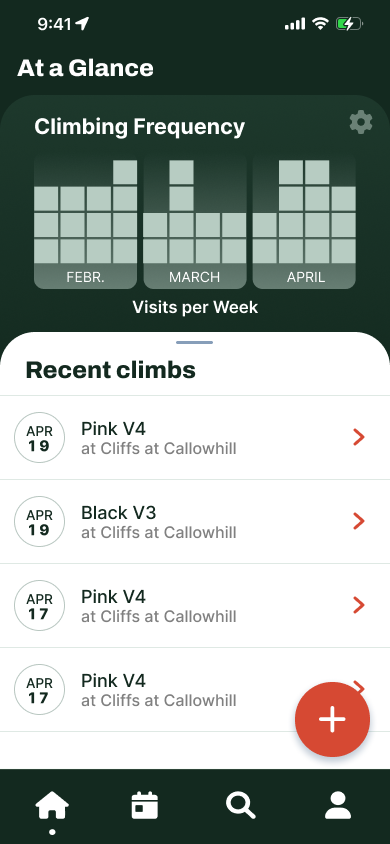 9:41
At a Glance
Climbing Frequency
FEBR.
MARCH
APRIL
Visits per Week
Recent climbs
APR
19
Pink V4
at Cliffs at Callowhill
APR
19
Black V3
at Cliffs at Callowhill
APR
17
Pink V4
at Cliffs at Callowhill
APR
17
Pink V4
at Cliffs at Callowhill